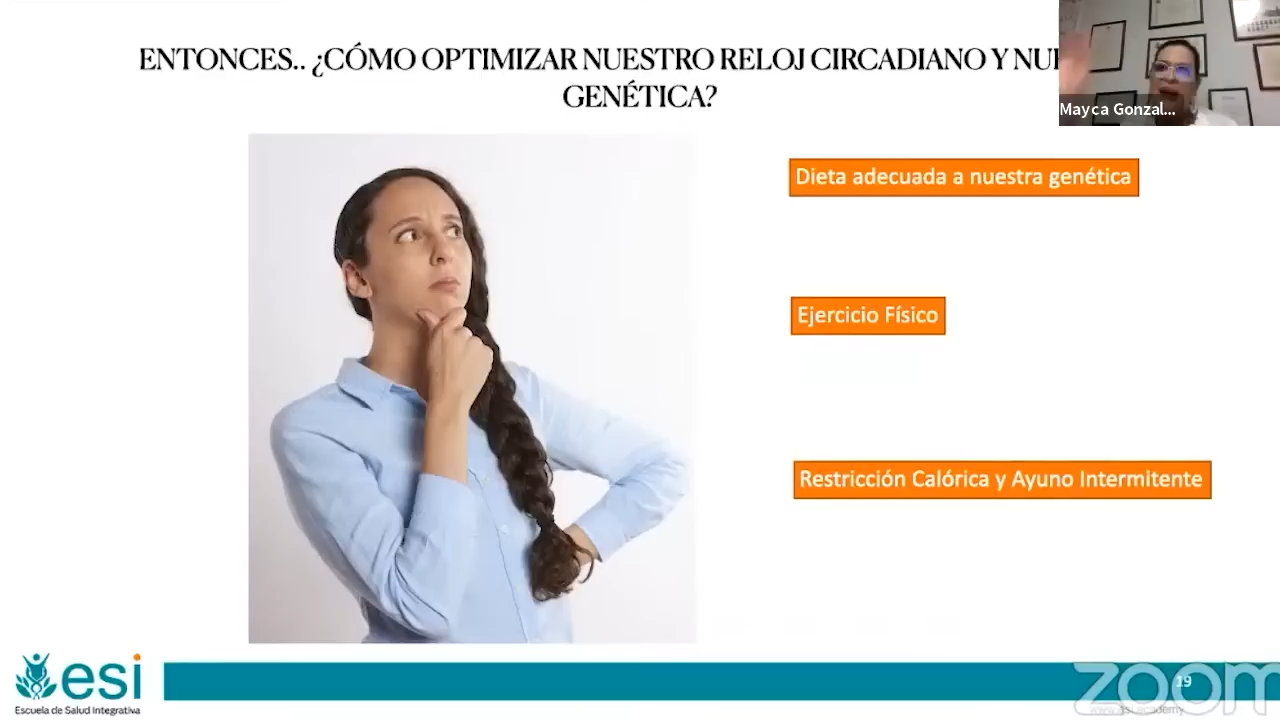 ENTONCES.. ¿CÓMO OPTIMIZAR NUESTRO RELOJ CIRCADIANO Y
GENÉTICA?
Mayca Gonzal...
Dieta adecuada a nuestra genética
Ejercicio Físico
Restricción Calórica y Ayuno Intermitente
esi
Escuela de Salud Integrativa
zoom
19